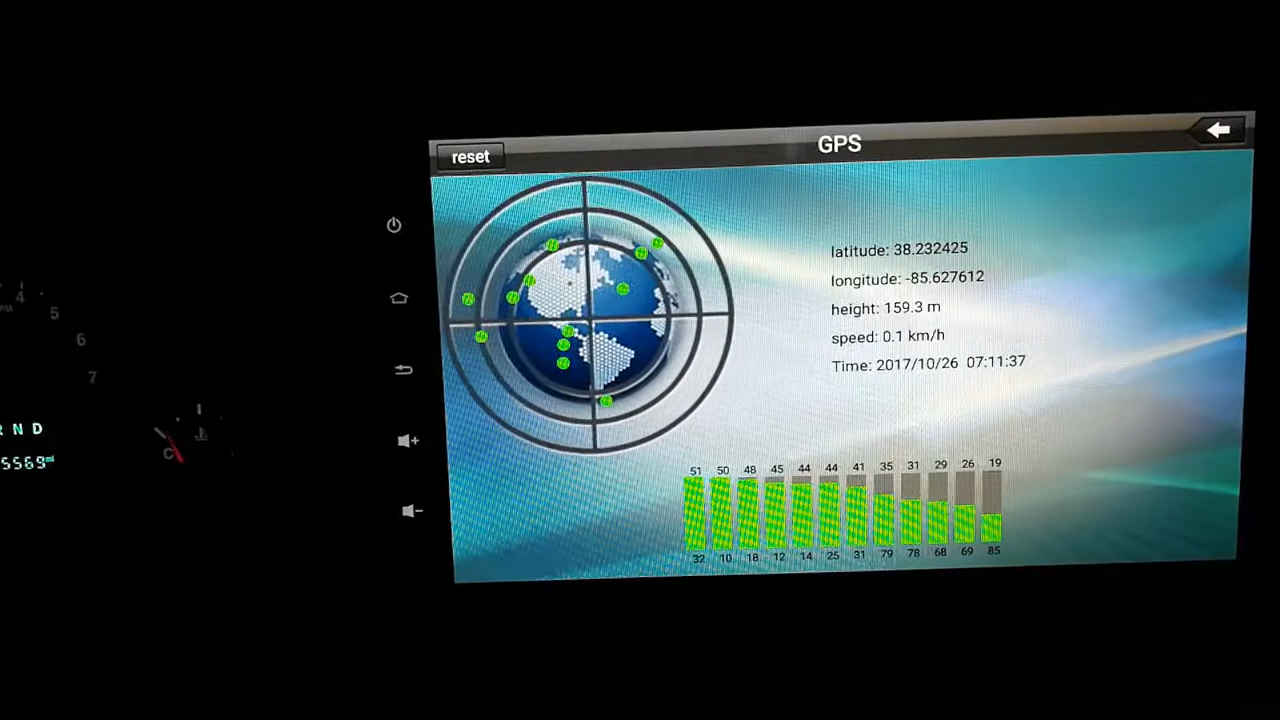 reset
GPS
latitude: 38.232425
longitude: -85.627612
height: 159.3 m
speed: 0.1 km/h
Time: 2017/10/26 07:11:37
51 50 48 45 44 44 41 35 31 29 26 19
32 10 18 12 14 25 31 79 78 68 69 85
4
5
6
7
R N D
5569
C